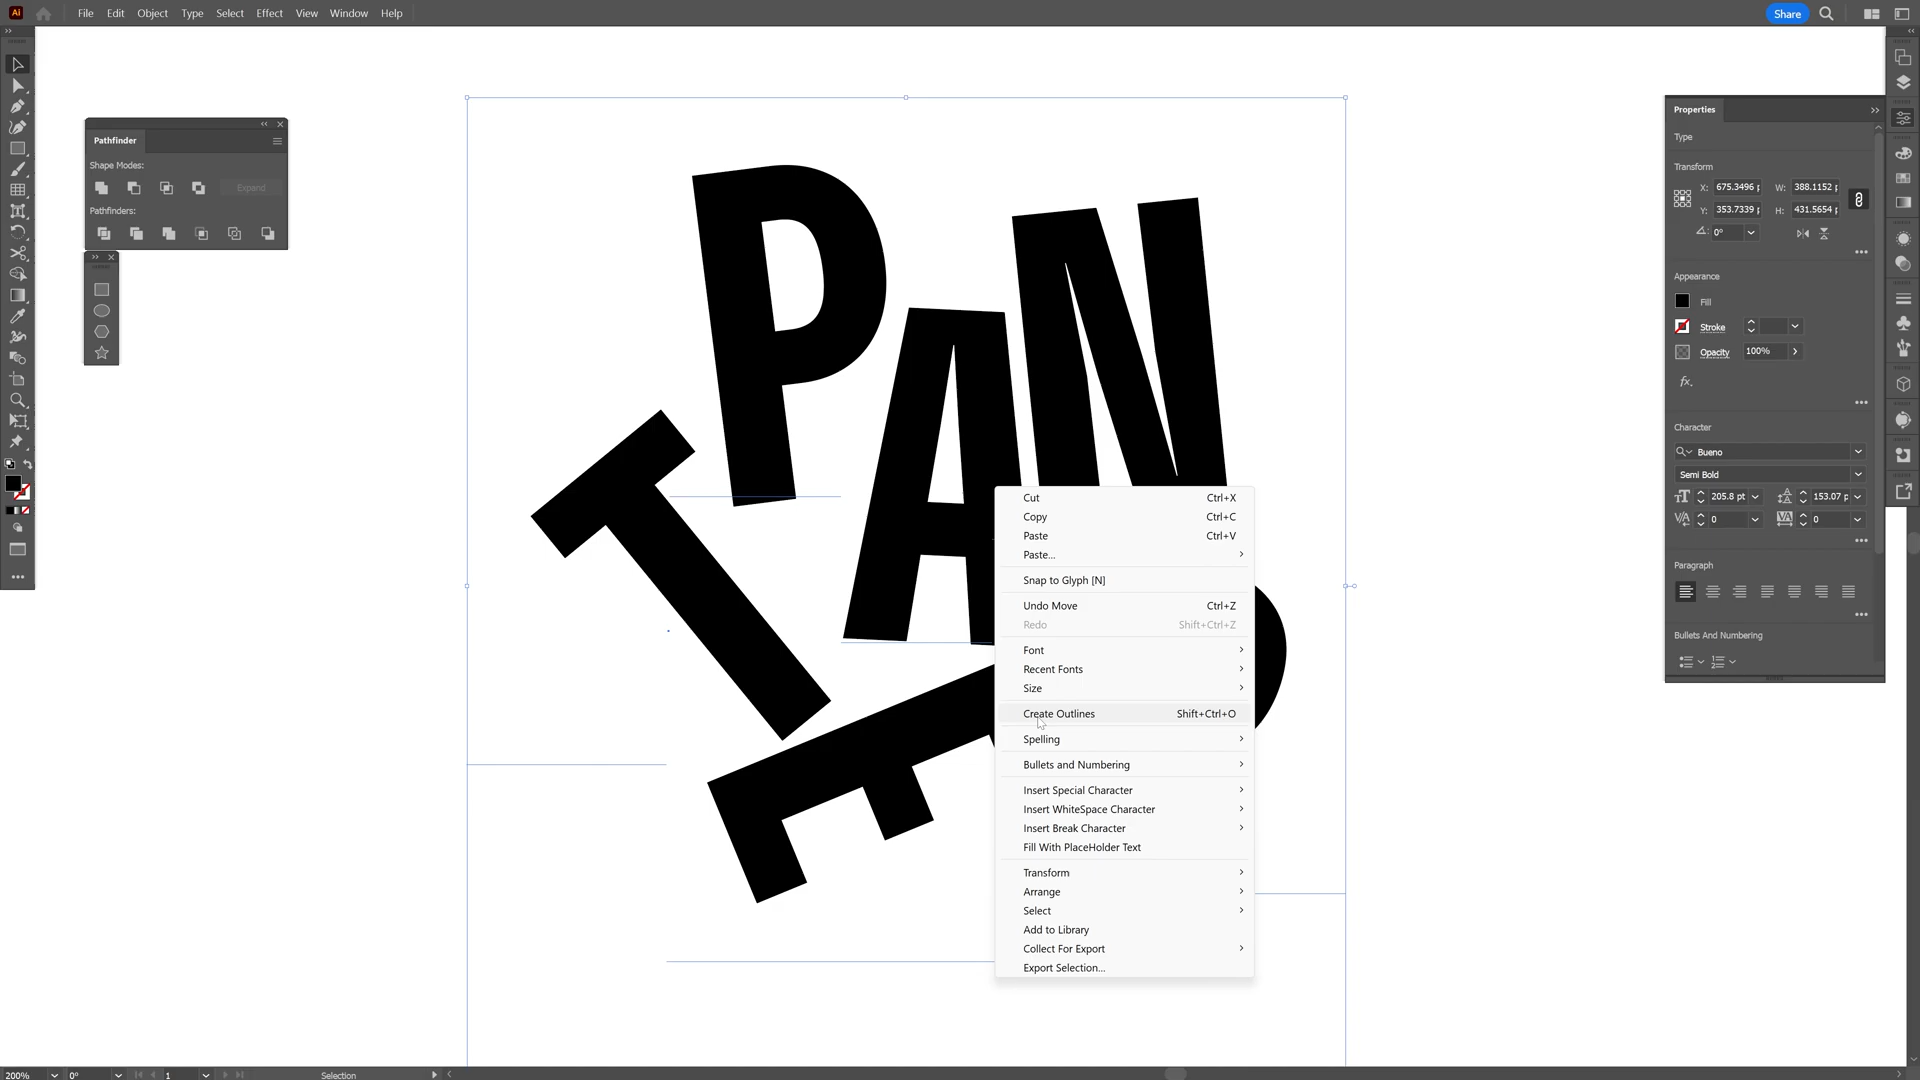 Ai
File Edit Object Type Select Effect View Window Help
Share
Pathfinder
Shape Modes:
Expand
Pathfinders:
P
A
N
T
E
Cut Ctrl+X
Copy Ctrl+C
Paste Ctrl+V
Paste...
Snap to Glyph [N]
Undo Move Ctrl+Z
Redo Shift+Ctrl+Z
Font
Recent Fonts
Size
Create Outlines Shift+Ctrl+O
Spelling
Bullets and Numbering
Insert Special Character
Insert WhiteSpace Character
Insert Break Character
Fill With PlaceHolder Text
Transform
Arrange
Select
Add to Library
Collect For Export
Export Selection...
Properties
Type
Transform
X: 675.3496 W: 388.1152
Y: 353.7339 H: 431.5654
0°
Appearance
Fill
Stroke
Opacity 100%
fx.
Character
Bueno
Semi Bold
205.8 pt 153.07
0 0
Paragraph
Bullets And Numbering
200% 0° 1 Selection